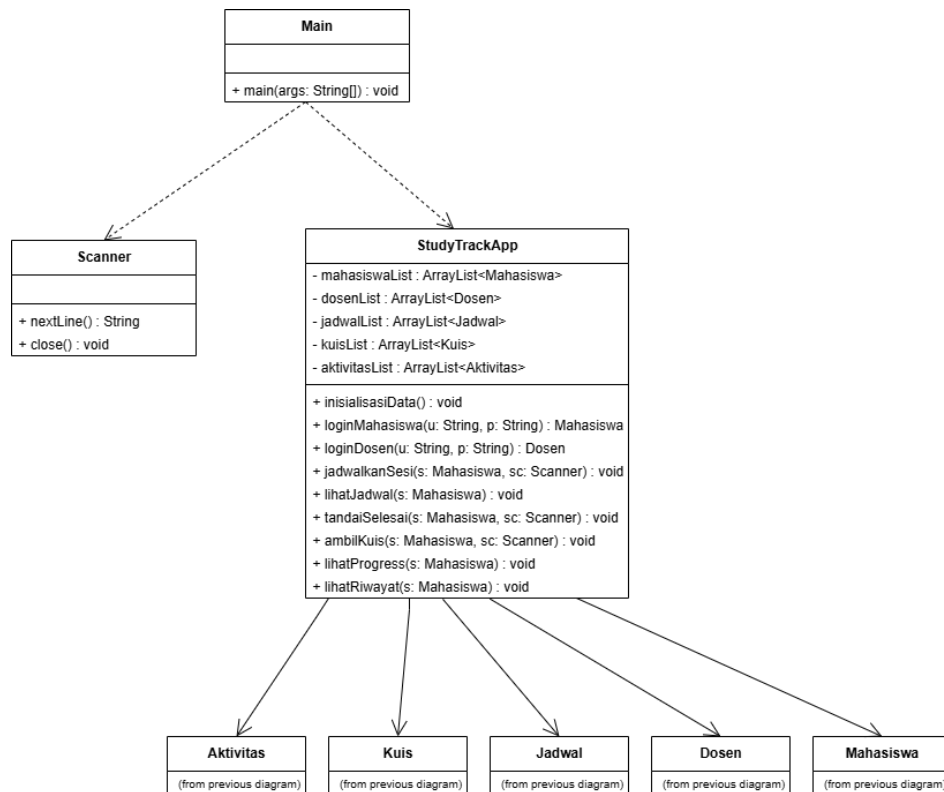 Main
+ main(args: String[]) : void
Scanner
+ nextLine() : String
+ close() : void
StudyTrackApp
- mahasiswaList : ArrayList<Mahasiswa>
- dosenList : ArrayList<Dosen>
- jadwalList : ArrayList<Jadwal>
- kuisList : ArrayList<Kuis>
- aktivitasList : ArrayList<Aktivitas>
+ inisialisasiData() : void
+ loginMahasiswa(u: String, p: String) : Mahasiswa
+ loginDosen(u: String, p: String) : Dosen
+ jadwalkanSesi(s: Mahasiswa, sc: Scanner) : void
+ lihatJadwal(s: Mahasiswa) : void
+ tandaiSelesai(s: Mahasiswa, sc: Scanner) : void
+ ambilKuis(s: Mahasiswa, sc: Scanner) : void
+ lihatProgress(s: Mahasiswa) : void
+ lihatRiwayat(s: Mahasiswa) : void
Aktivitas
(from previous diagram)
Kuis
(from previous diagram)
Jadwal
(from previous diagram)
Dosen
(from previous diagram)
Mahasiswa
(from previous diagram)